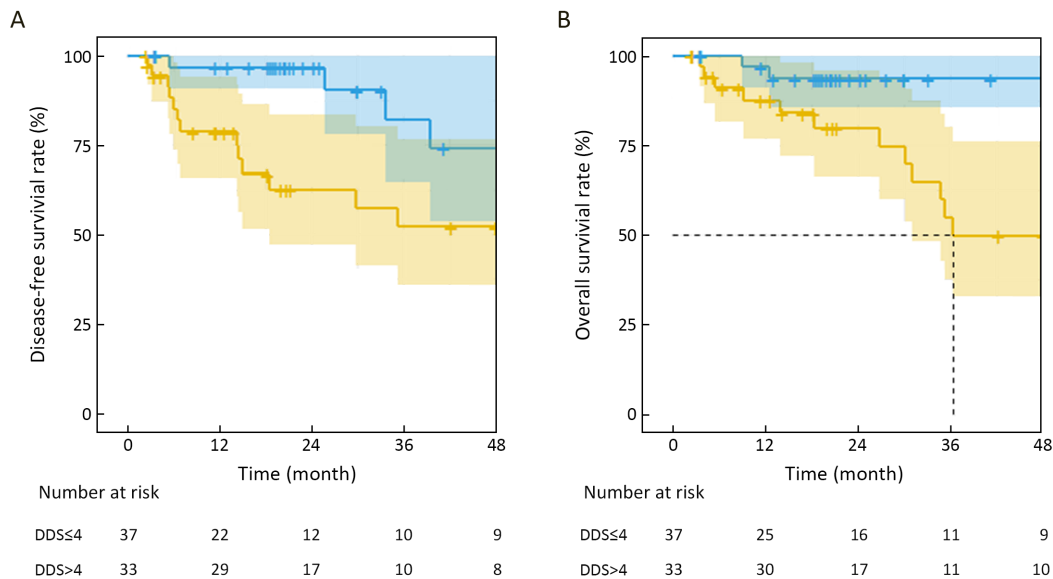 A
B
100
75
50
25
0
Disease-free survivial rate (%)
0 12 24 36 48
Time (month)
Number at risk
DDS≤4 37 22 12 10 9
DDS>4 33 29 17 10 8
100
75
50
25
0
Overall survivial rate (%)
0 12 24 36 48
Time (month)
Number at risk
DDS≤4 37 25 16 11 9
DDS>4 33 30 17 11 10